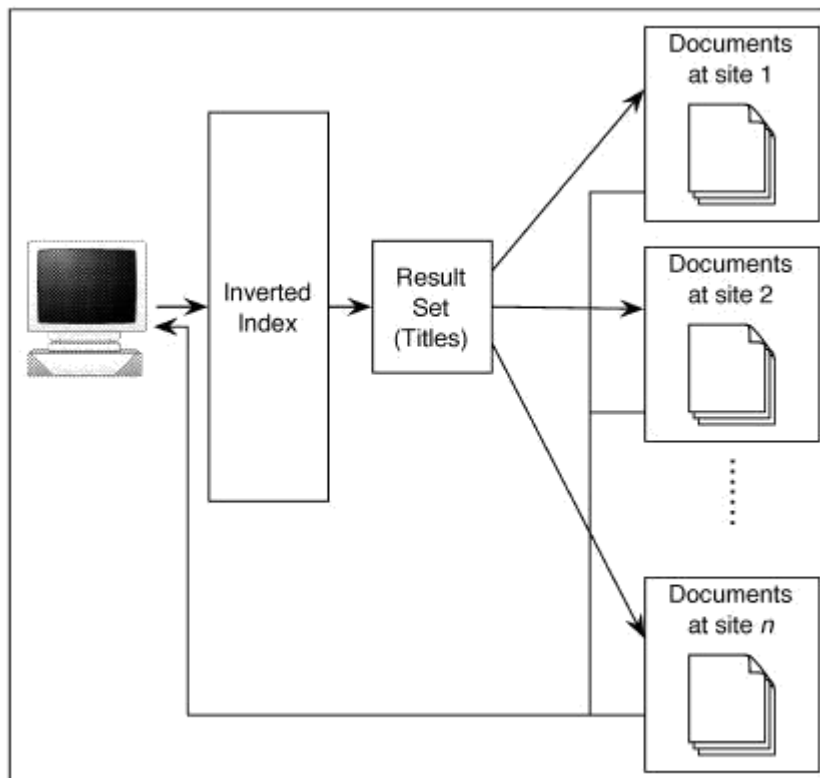 Inverted
Index
Result
Set
(Titles)
Documents
at site 1
Documents
at site 2
Documents
at site n